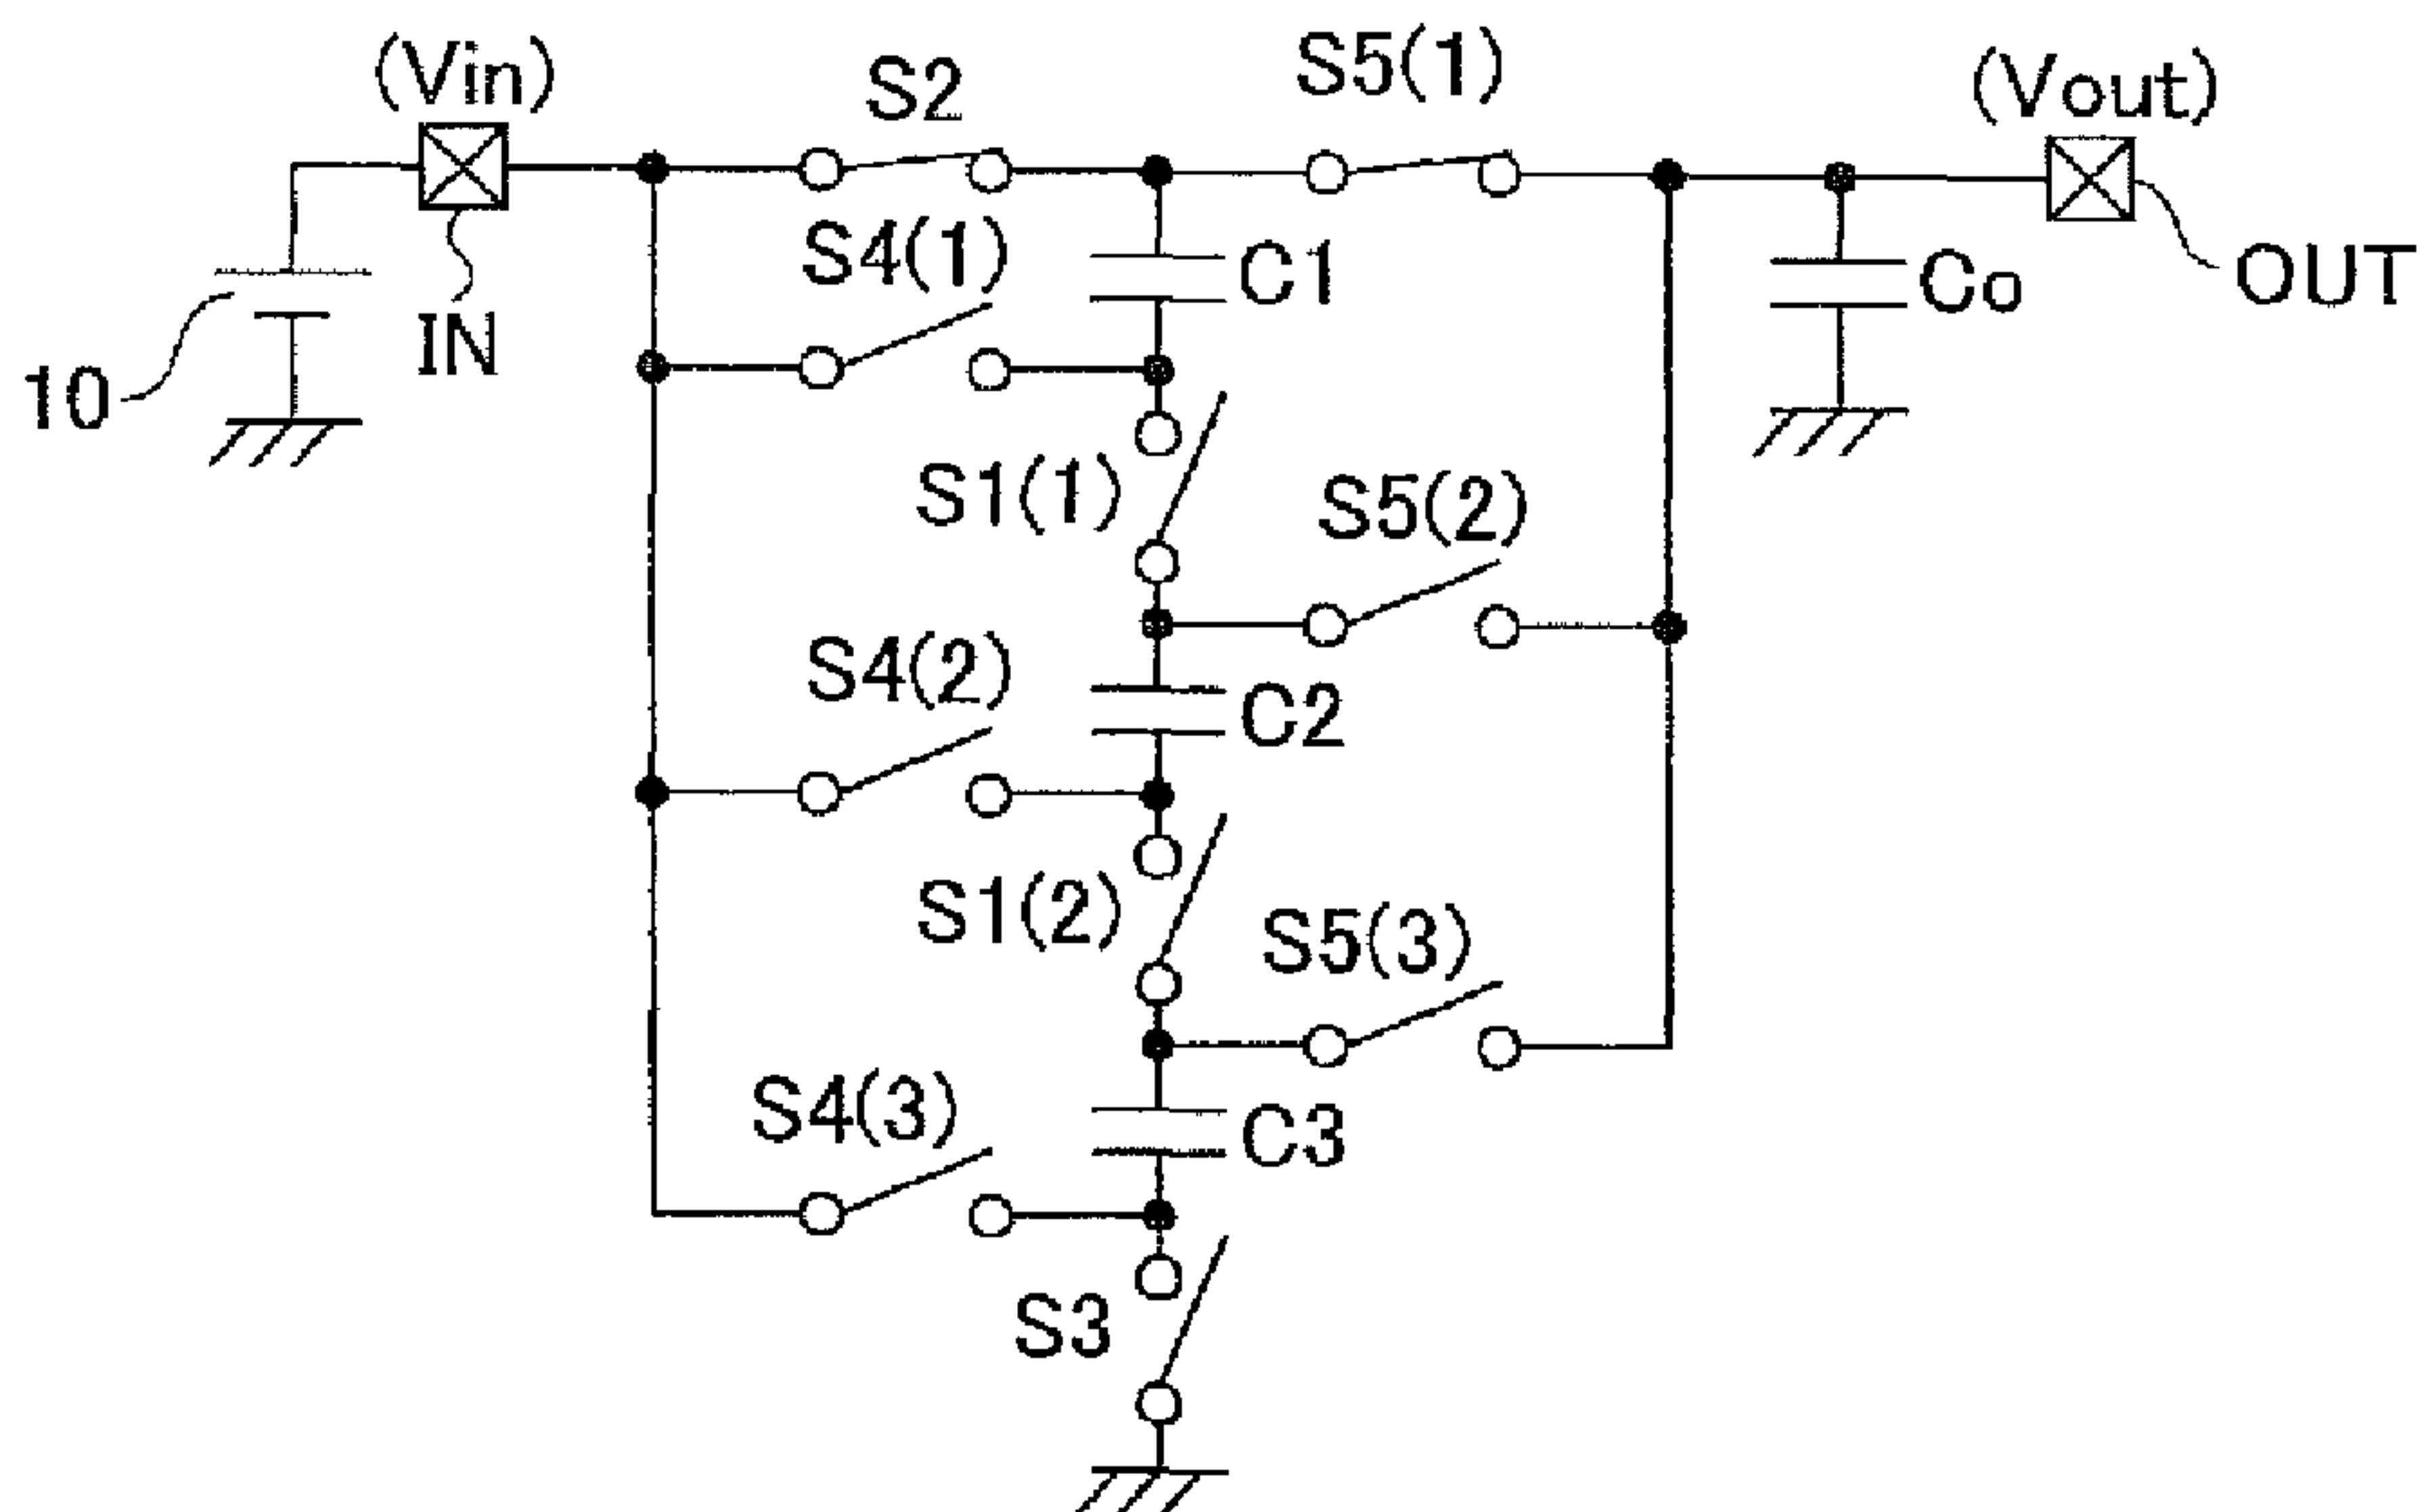 (Vin)
S2
S5(1)
(Vout)
S4(1)
C1
Co
OUT
IN
10
S1(1)
S5(2)
S4(2)
C2
S1(2)
S5(3)
S4(3)
C3
S3